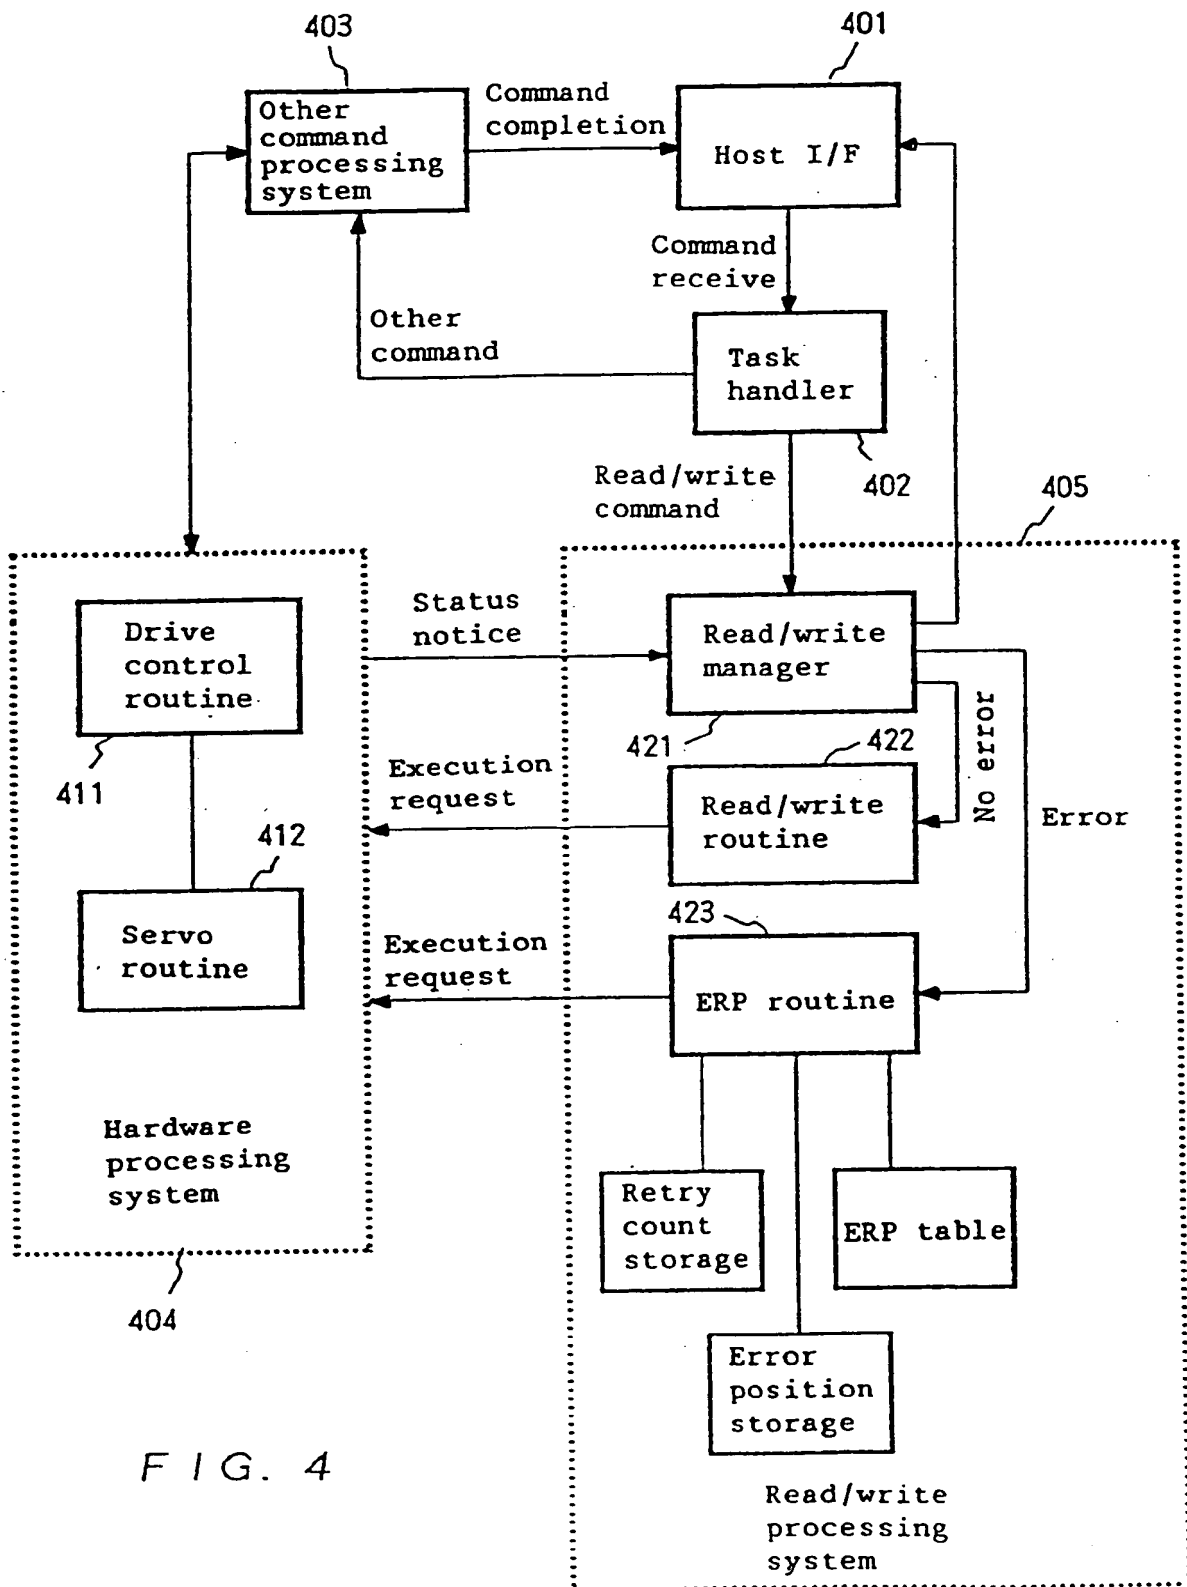 403
401
Other
command
processing
system
Command
completion
Host I/F
Command
receive
Other
command
Task
handler
402
Read/write
command
405
Drive
control
routine
411
Status
notice
Read/write
manager
421
422
No error
Error
Execution
request
Read/write
routine
412
Servo
routine
423
Execution
request
ERP routine
Hardware
processing
system
404
Retry
count
storage
ERP table
Error
position
storage
Read/write
processing
system
FIG. 4